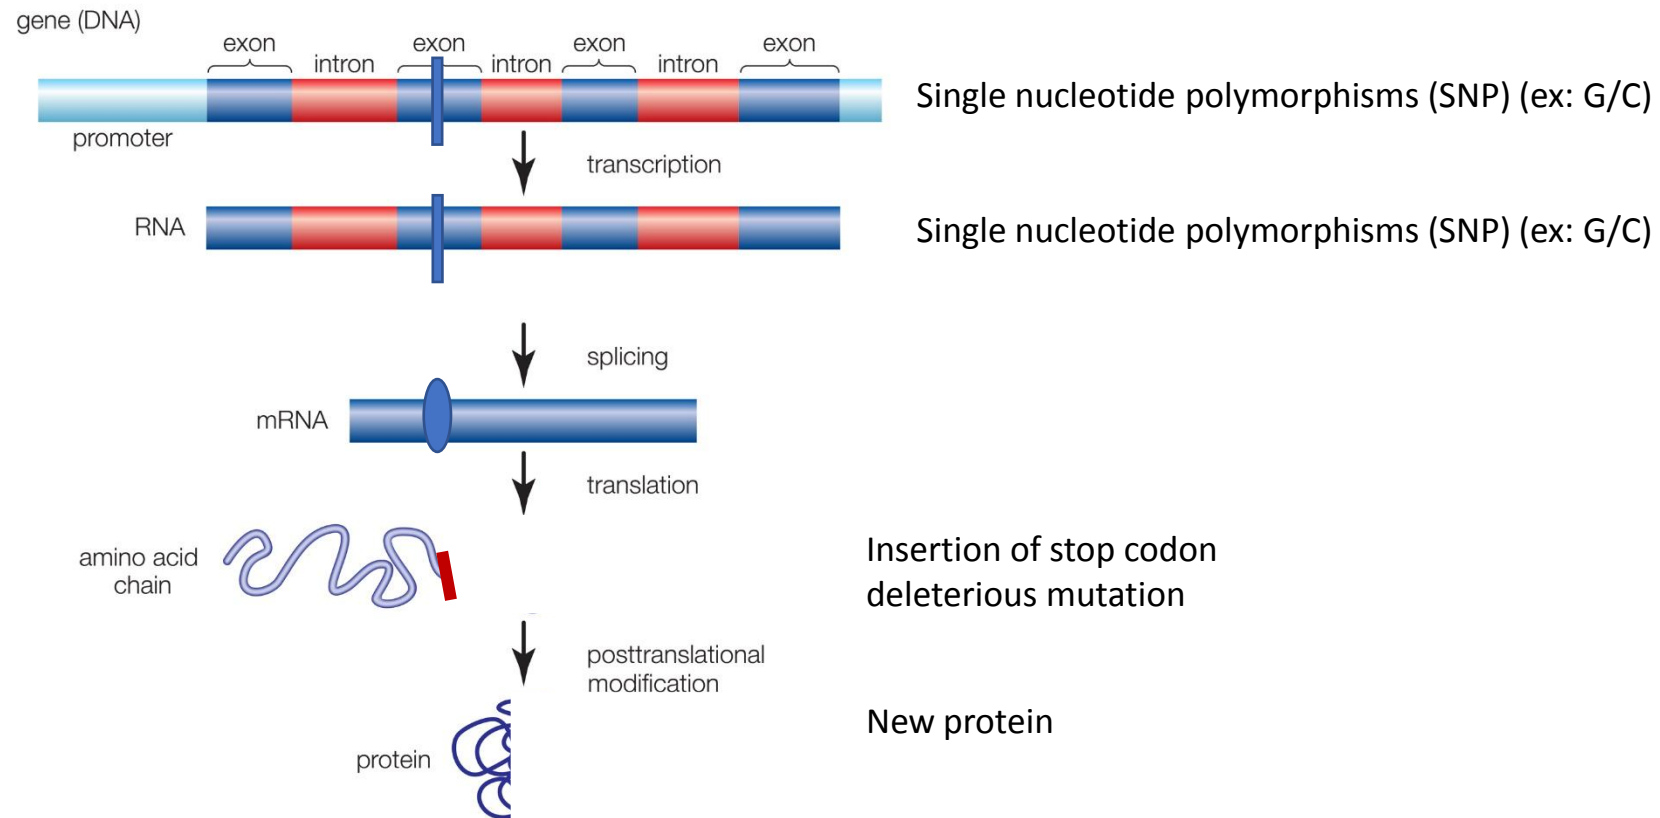 gene (DNA)
exon
exon
exon
exon
intron
intron
intron
Single nucleotide polymorphisms (SNP) (ex: G/C)
promoter
transcription
RNA
Single nucleotide polymorphisms (SNP) (ex: G/C)
splicing
mRNA
translation
amino acid
chain
Insertion of stop codon
deleterious mutation
posttranslational
modification
New protein
protein